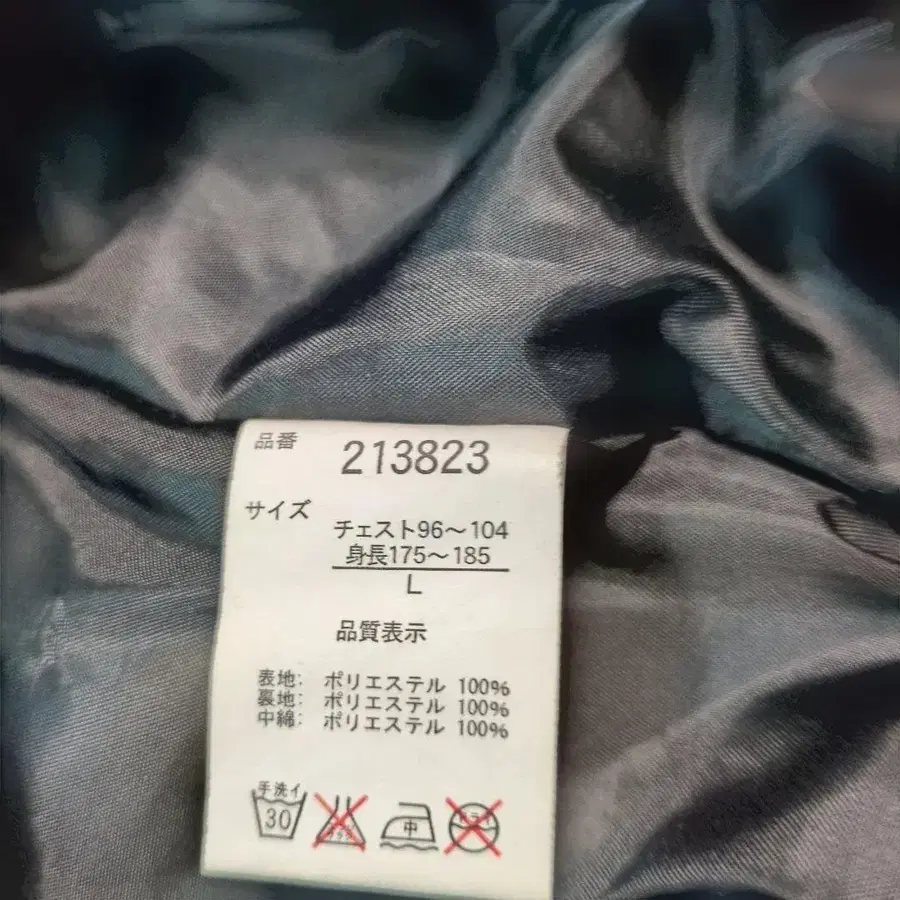 品番 213823
サイズ
チェスト96〜104
身長175〜185
L
品質表示
表地: ポリエステル 100%
裏地: ポリエステル 100%
中綿: ポリエステル 100%
手洗イ
30 中